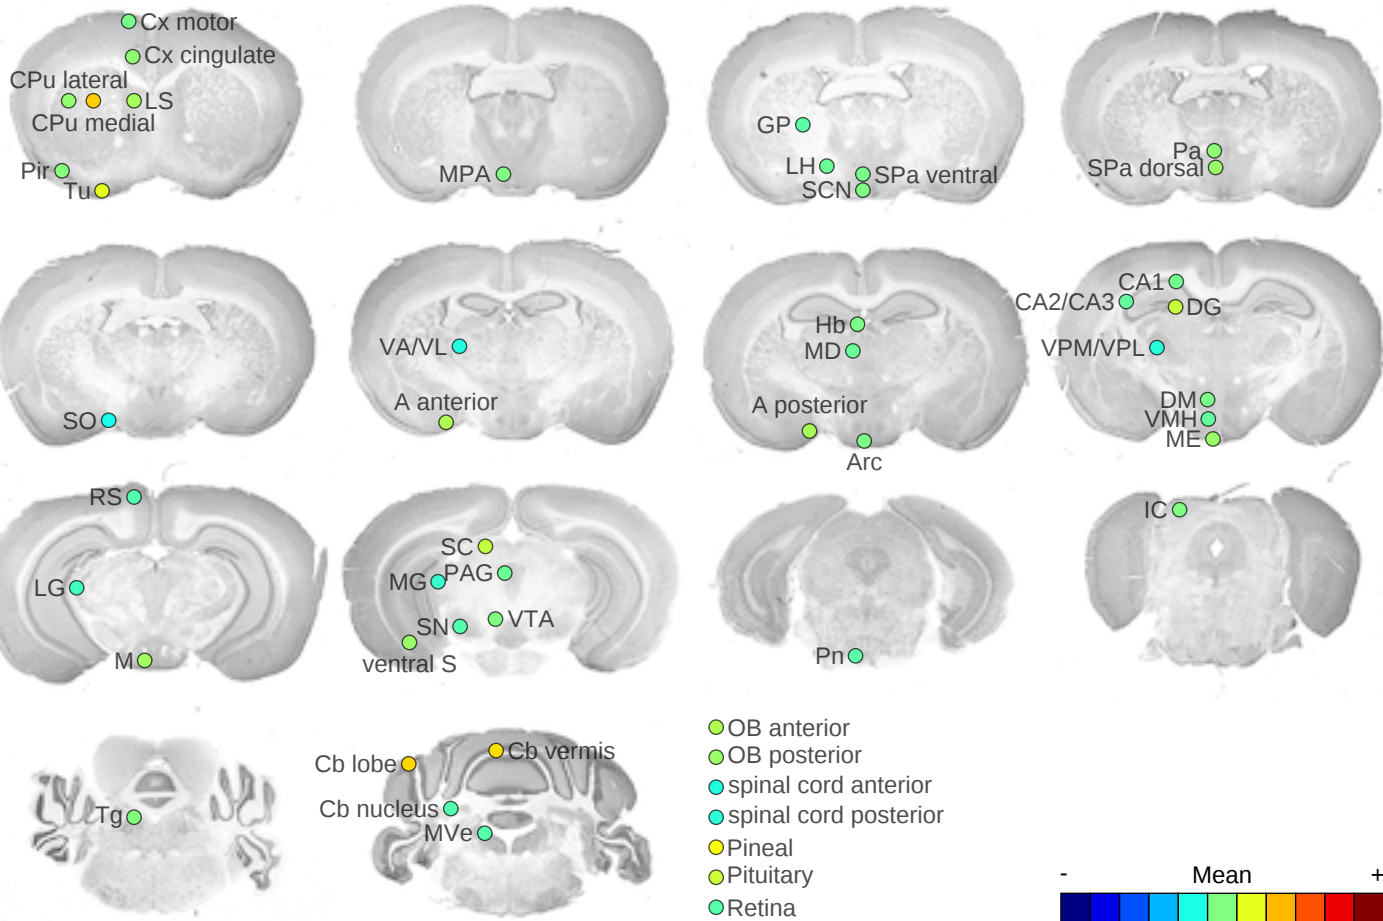 Cx motor
Cx cingulate
CPu lateral
LS
CPu medial
Pir
Tu
MPA
GP
LH
SPa ventral
SCN
Pa
SPa dorsal
SO
VA/VL
A anterior
Hb
MD
A posterior
Arc
CA1
CA2/CA3
DG
VPM/VPL
DM
VMH
ME
RS
LG
M
SC
MG
PAG
SN
VTA
ventral S
Pn
IC
Tg
Cb lobe
Cb vermis
Cb nucleus
MVe
OB anterior
OB posterior
spinal cord anterior
spinal cord posterior
Pineal
Pituitary
Retina
- Mean +